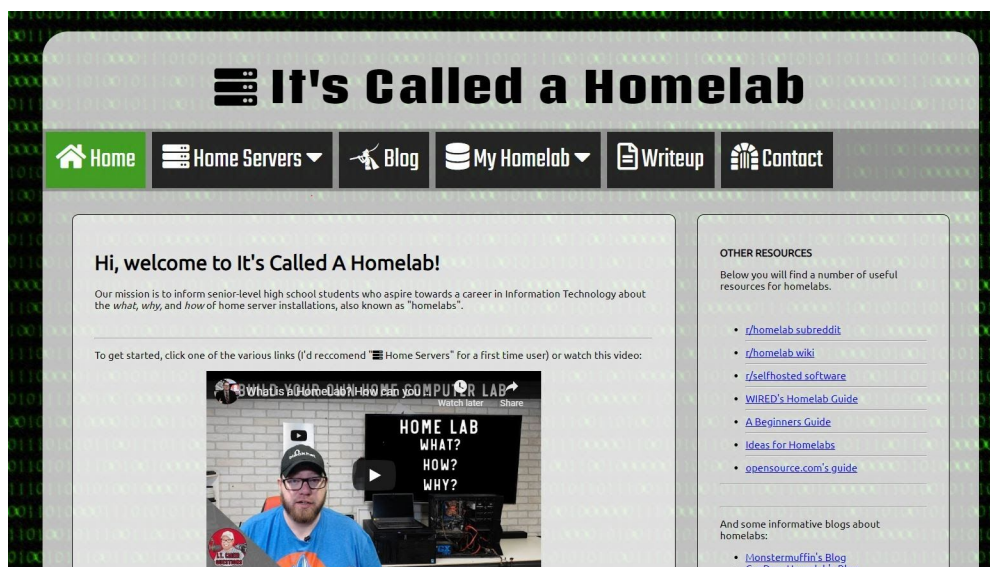 It's Called a Homelab
Home
Home Servers
Blog
My Homelab
Writeup
Contact
Hi, welcome to It's Called A Homelab!
Our mission is to inform senior-level high school students who aspire towards a career in Information Technology about
the what, why, and how of home server installations, also known as "homelabs".
To get started, click one of the various links (I'd reccomend " Home Servers" for a first time user) or watch this video:
BUILD YOUR OWN HOME COMPUTER LAB
What is a HomeLab? How can you ...
Watch later
Share
HOME LAB
WHAT?
HOW?
WHY?
I.T. CAREER
QUESTIONS
OTHER RESOURCES
Below you will find a number of useful
resources for homelabs.
r/homelab subreddit
r/homelab wiki
r/selfhosted software
WIRED's Homelab Guide
A Beginners Guide
Ideas for Homelabs
opensource.com's guide
And some informative blogs about
homelabs:
Monstermuffin's Blog